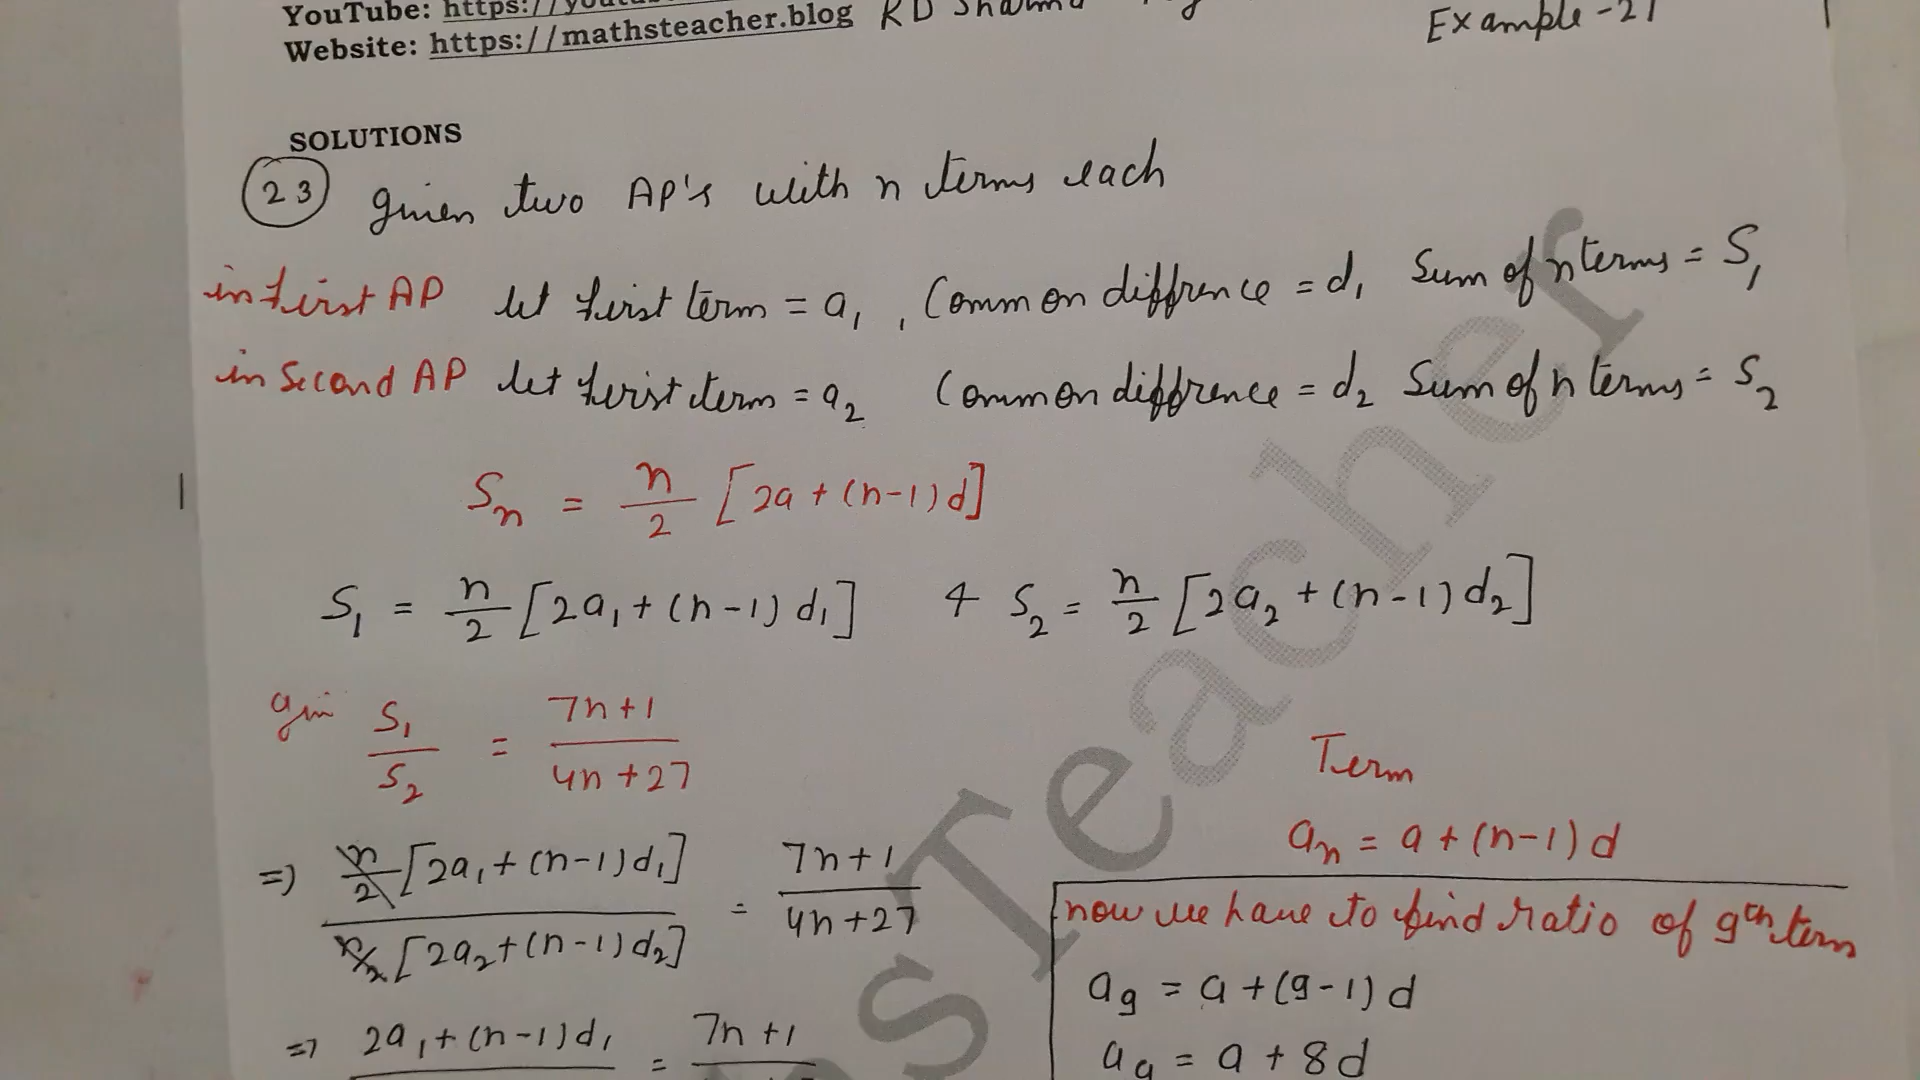 YouTube: https://
Website: https://mathsteacher.blog RD Sharma
Example-21
SOLUTIONS
23 given two AP's with n terms each
in first AP let first term = a₁, Common diffrence = d₁ Sum of n terms = S₁
in Second AP let first term = a₂ Common diffrence = d₂ Sum of n terms = S₂
Sₙ = n/2 [2a + (n-1)d]
S₁ = n/2 [2a₁ + (n-1)d₁] & S₂ = n/2 [2a₂ + (n-1)d₂]
S₁/S₂ = 7n+1/4n+27
=> n/2 [2a₁ + (n-1)d₁] / n/2 [2a₂ + (n-1)d₂] = 7n+1/4n+27
=> 2a₁ + (n-1)d₁ = 7n+1
Term
aₙ = a + (n-1)d
now we have to find ratio of 9th term
a₉ = a + (9-1)d
a₉ = a + 8d
sTeacher